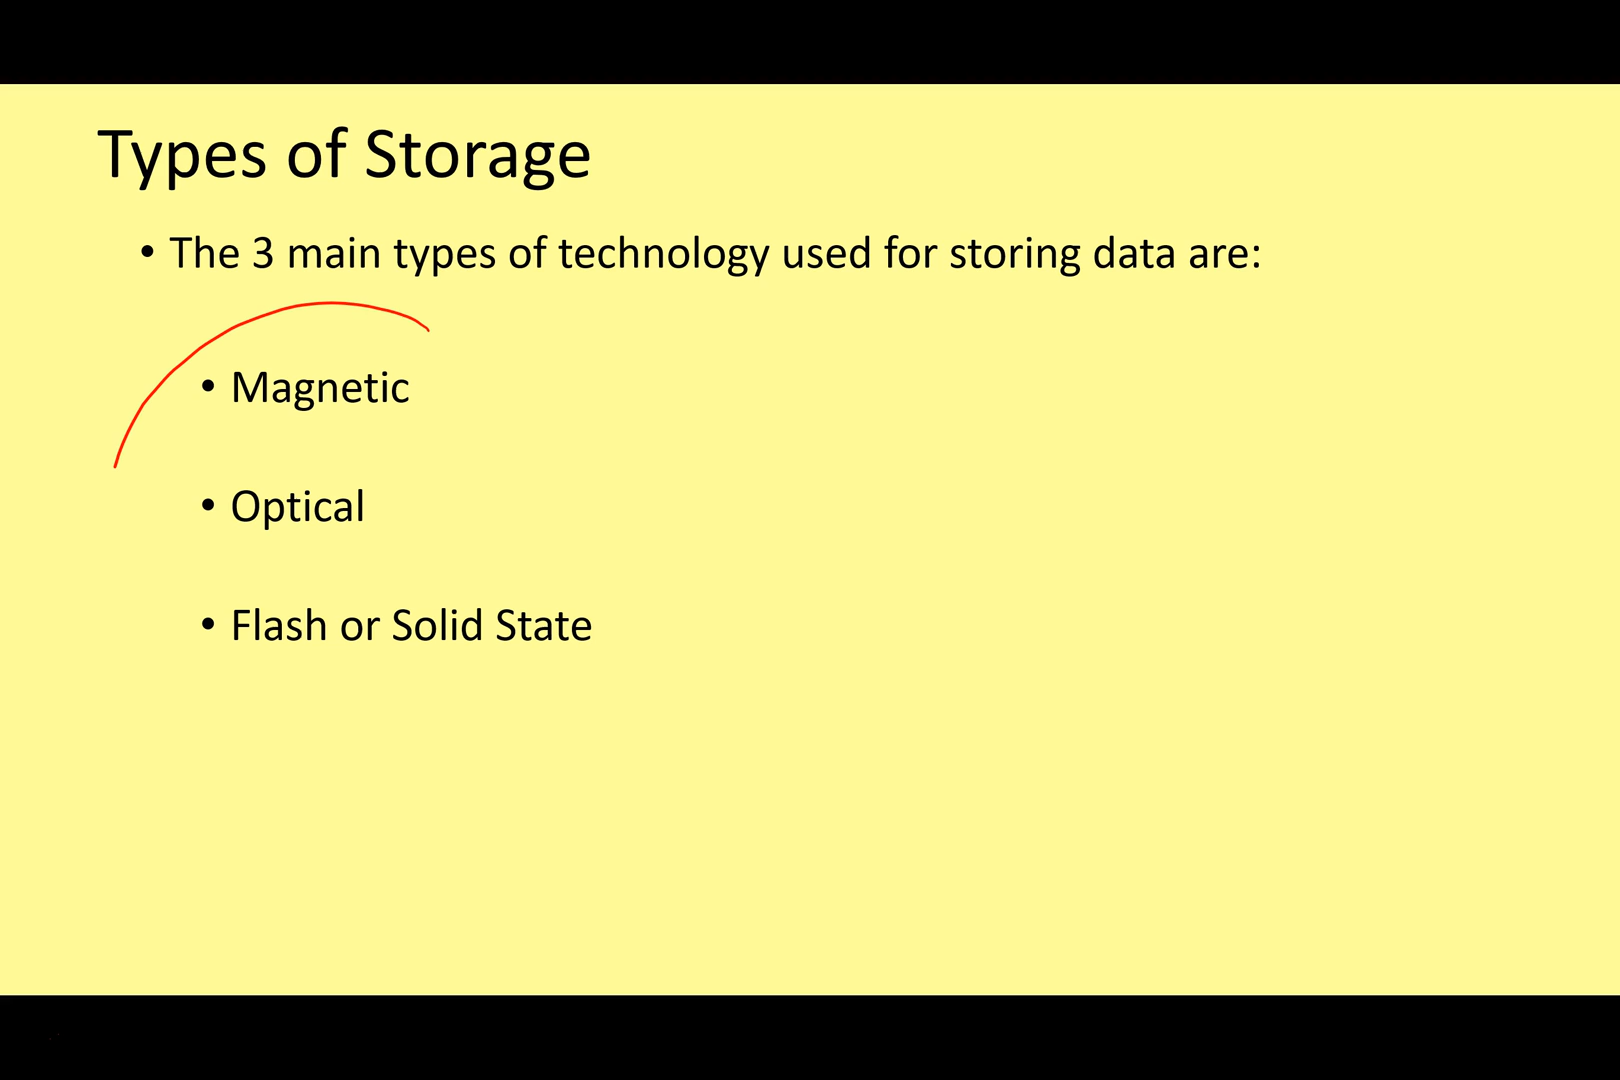 Types of Storage
• The 3 main types of technology used for storing data are:
• Magnetic
• Optical
• Flash or Solid State